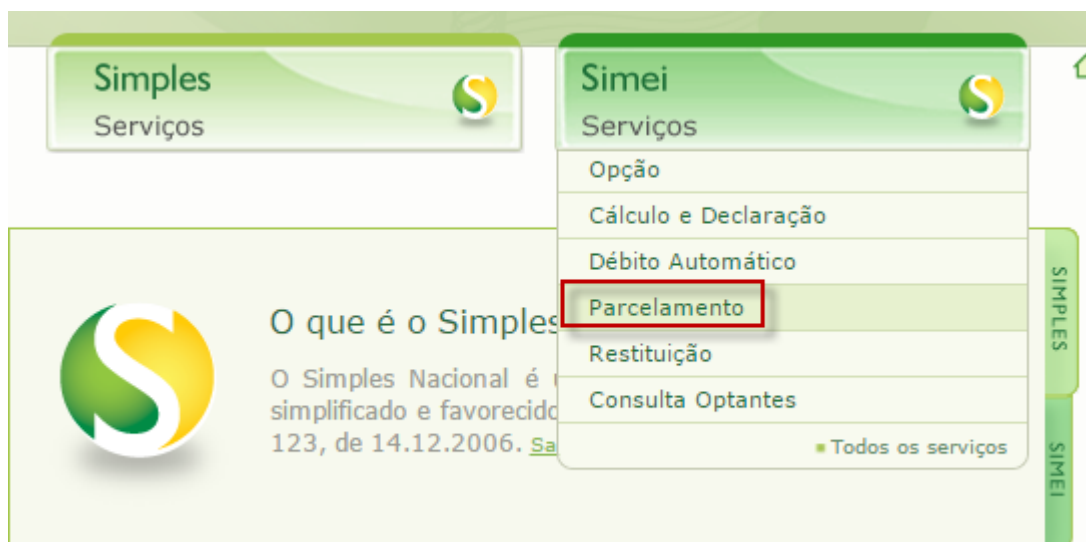 Simples
Serviços
Simei
Serviços
Opção
Cálculo e Declaração
Débito Automático
Parcelamento
Restituição
Consulta Optantes
Todos os serviços
O que é o Simples
O Simples Nacional é
simplificado e favorecido
123, de 14.12.2006. Sa
SIMPLES
SIMEI